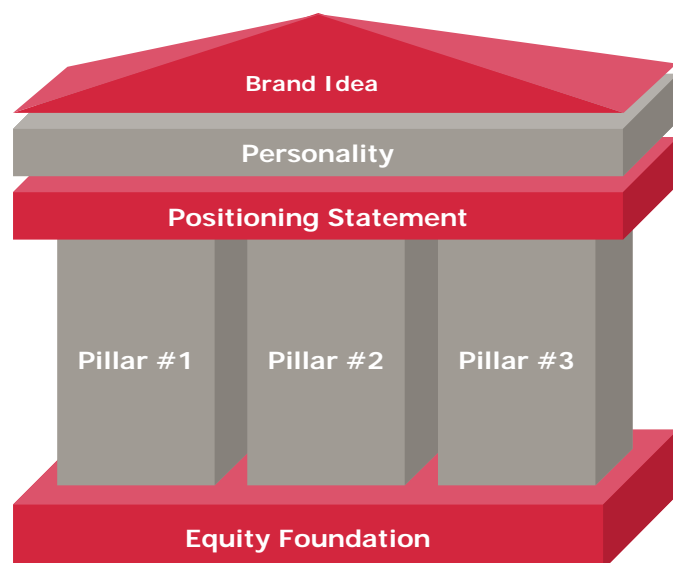 Brand Idea
Personality
Positioning Statement
Pillar #1
Pillar #2
Pillar #3
Equity Foundation